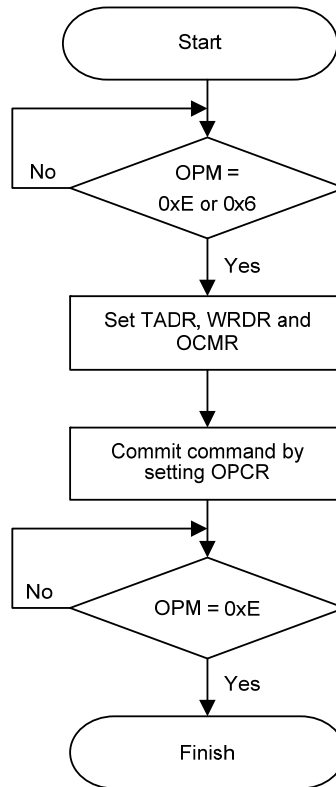 Start
OPM =
0xE or 0x6
No
Yes
Set TADR, WRDR and
OCMR
Commit command by
setting OPCR
No
OPM = 0xE
Yes
Finish